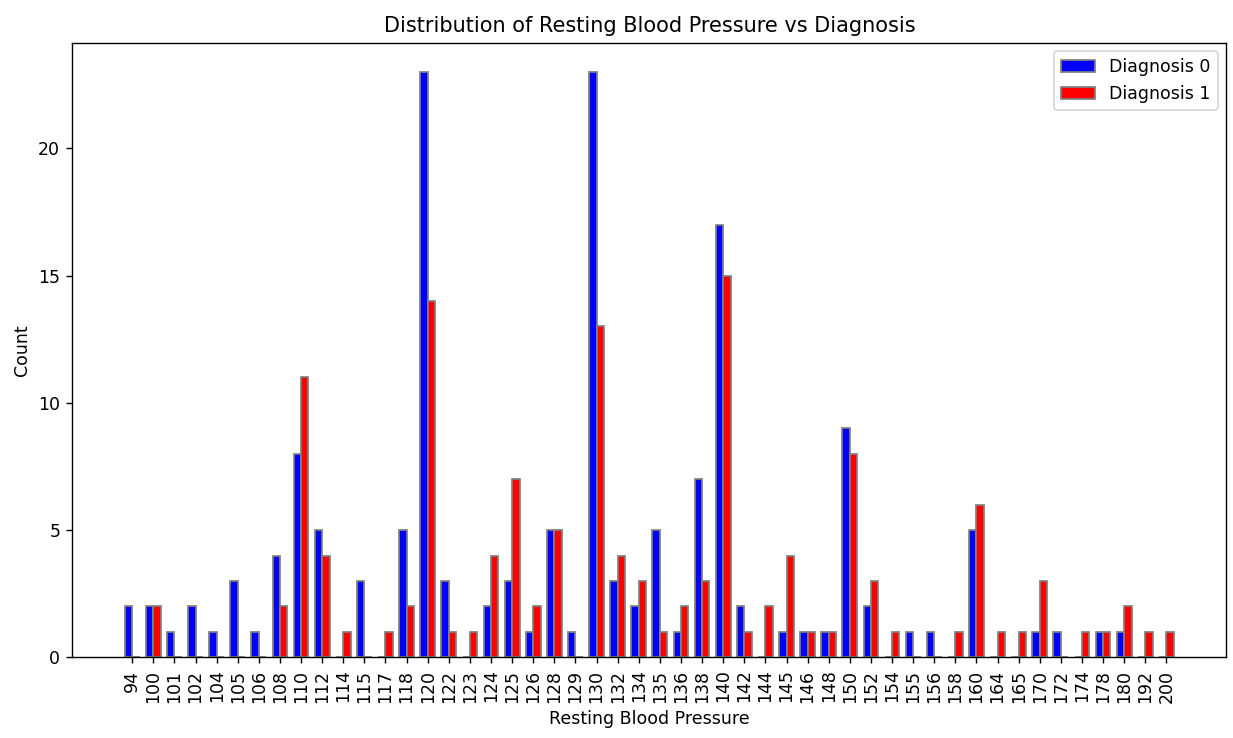 Distribution of Resting Blood Pressure vs Diagnosis
Diagnosis 0
Diagnosis 1
Count
20
15
10
5
0
94 100 101 102 104 105 106 108 110 112 114 115 117 118 120 122 123 124 125 126 128 129 130 132 134 135 136 138 140 142 144 145 146 148 150 152 154 155 156 158 160 164 165 170 172 174 178 180 192 200
Resting Blood Pressure